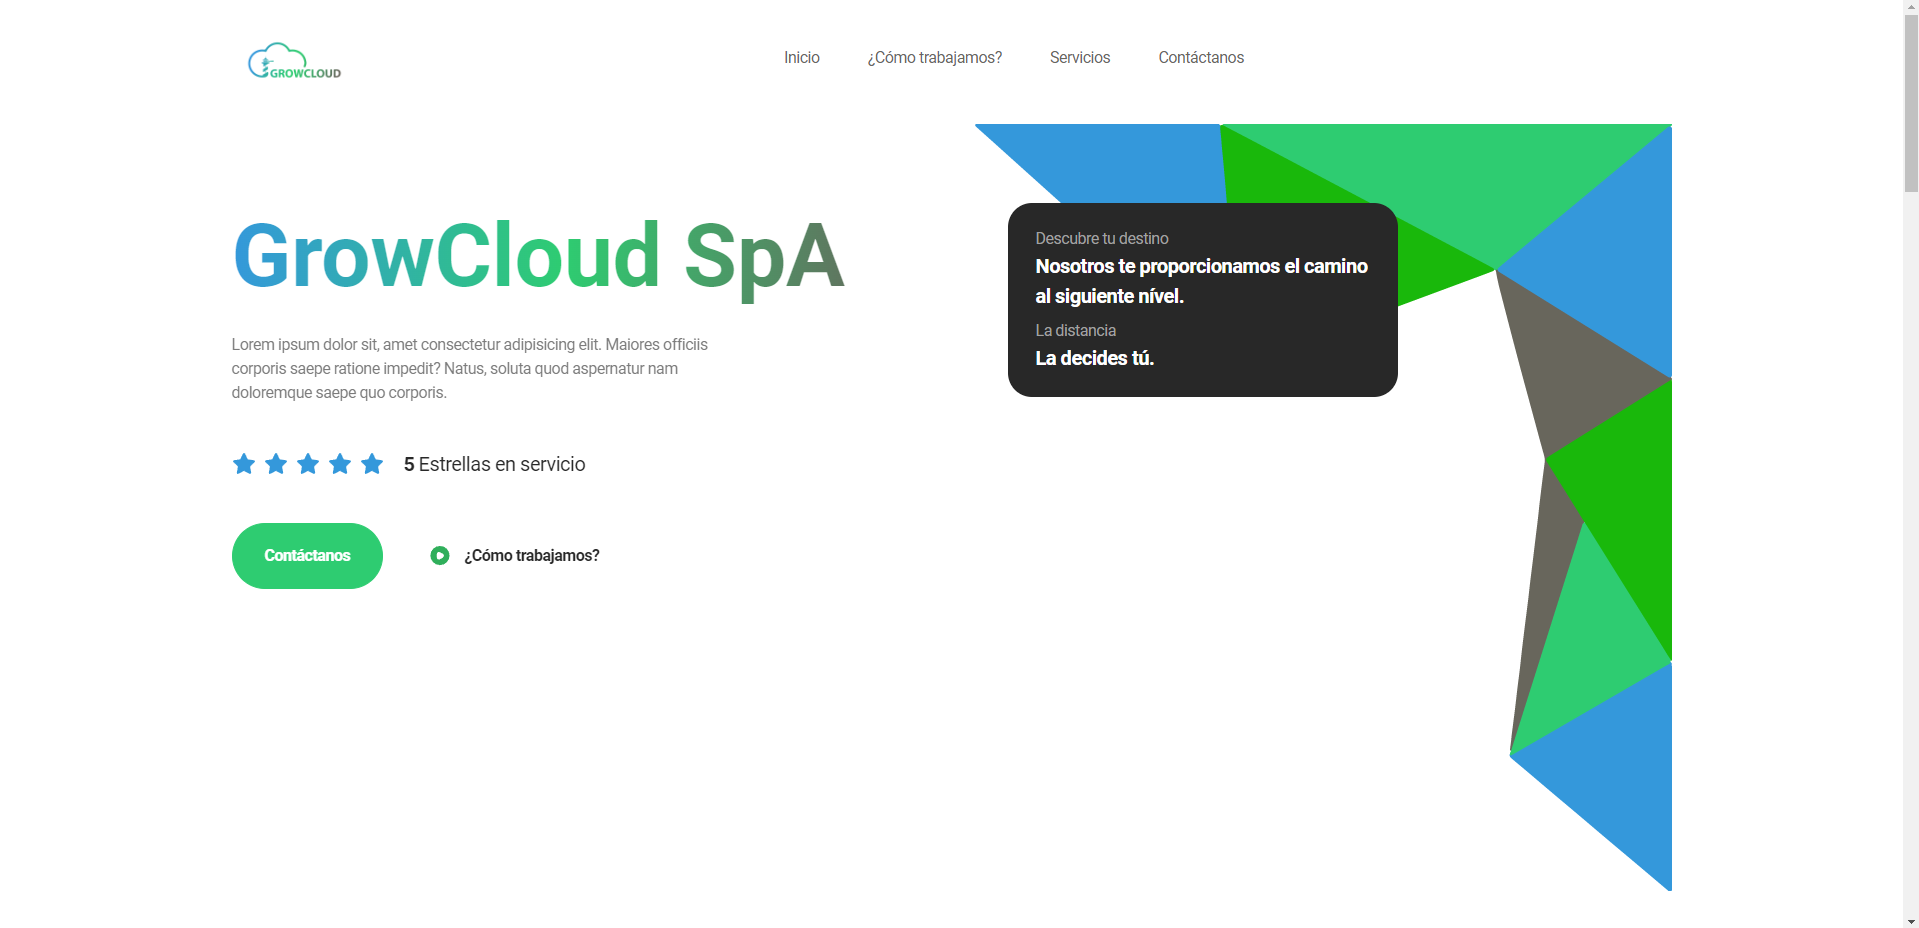 GROWCLOUD
Inicio
¿Cómo trabajamos?
Servicios
Contáctanos
GrowCloud SpA
Lorem ipsum dolor sit, amet consectetur adipisicing elit. Maiores officiis
corporis saepe ratione impedit? Natus, soluta quod aspernatur nam
doloremque saepe quo corporis.
5 Estrellas en servicio
Contáctanos
¿Cómo trabajamos?
Descubre tu destino
Nosotros te proporcionamos el camino
al siguiente nível.
La distancia
La decides tú.